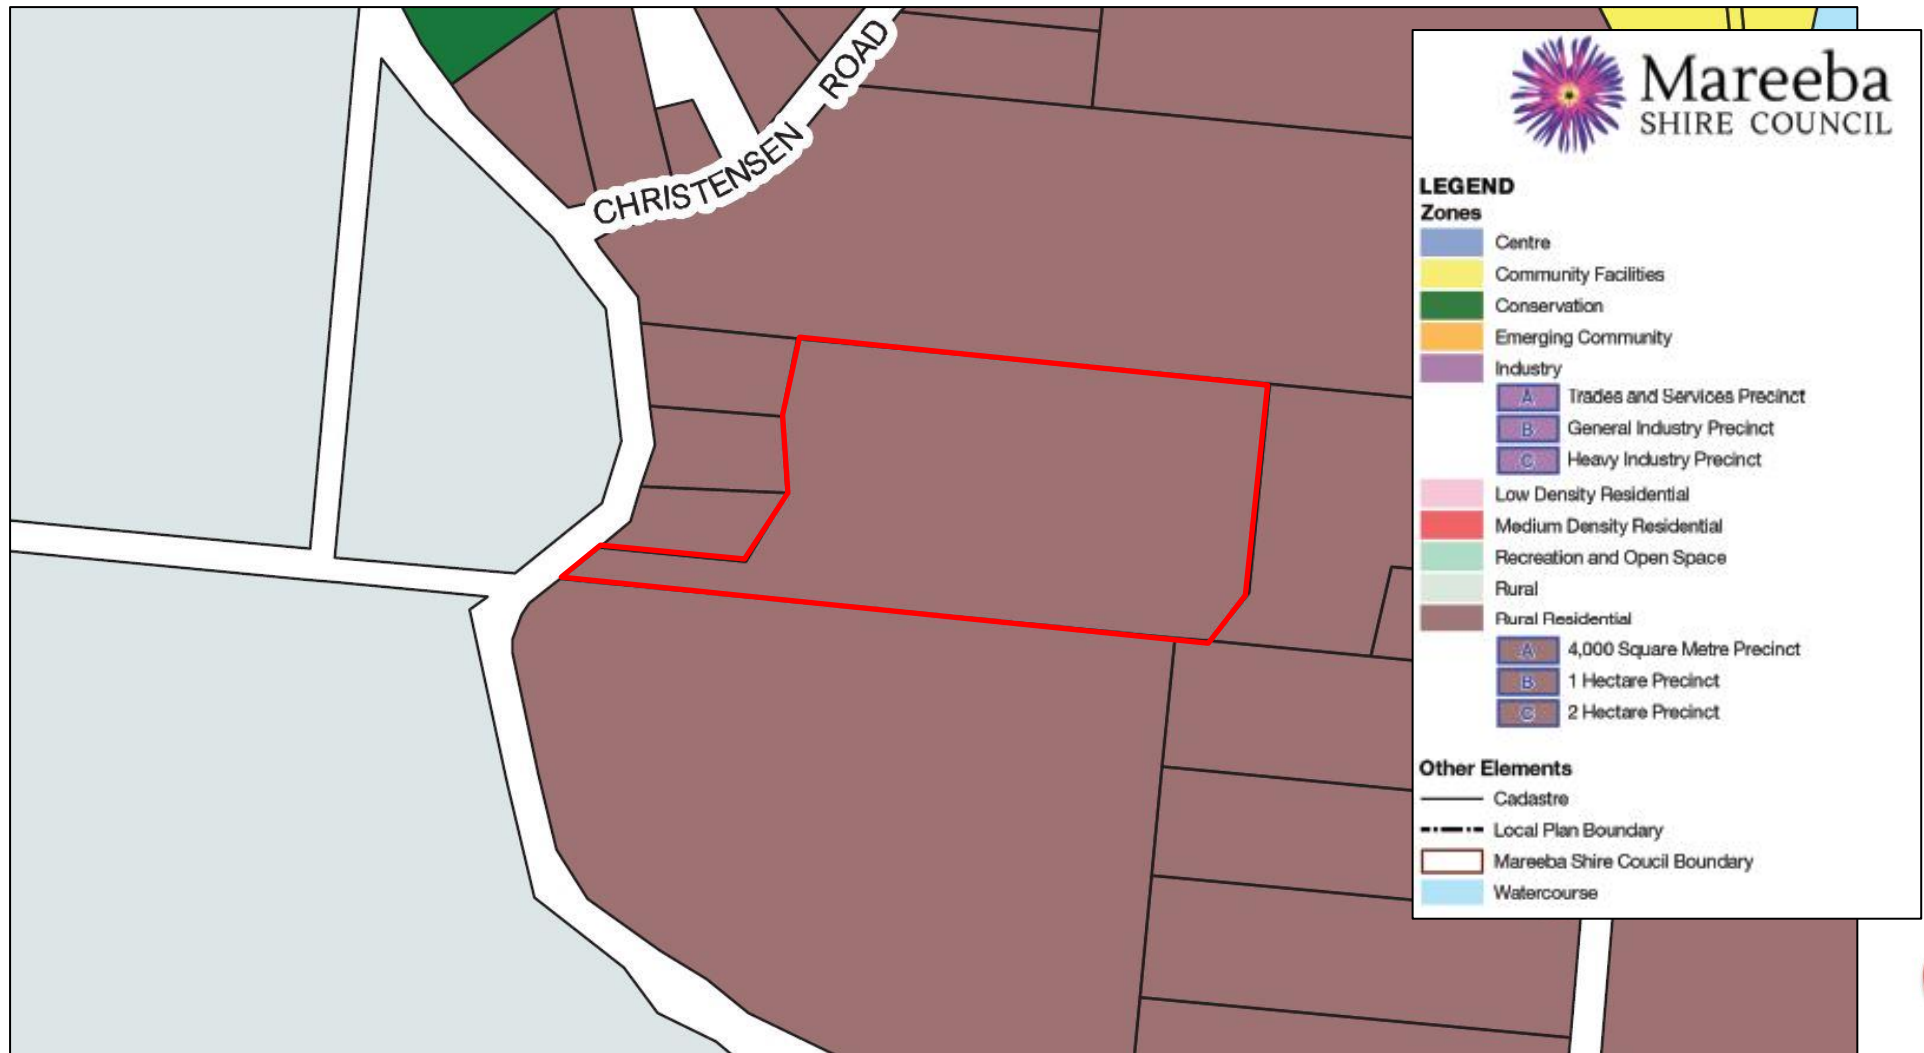 CHRISTENSEN ROAD
Mareeba
SHIRE COUNCIL
LEGEND
Zones
Centre
Community Facilities
Conservation
Emerging Community
Industry
A Trades and Services Precinct
B General Industry Precinct
C Heavy Industry Precinct
Low Density Residential
Medium Density Residential
Recreation and Open Space
Rural
Rural Residential
A 4,000 Square Metre Precinct
B 1 Hectare Precinct
C 2 Hectare Precinct
Other Elements
Cadastre
Local Plan Boundary
Mareeba Shire Coucil Boundary
Watercourse